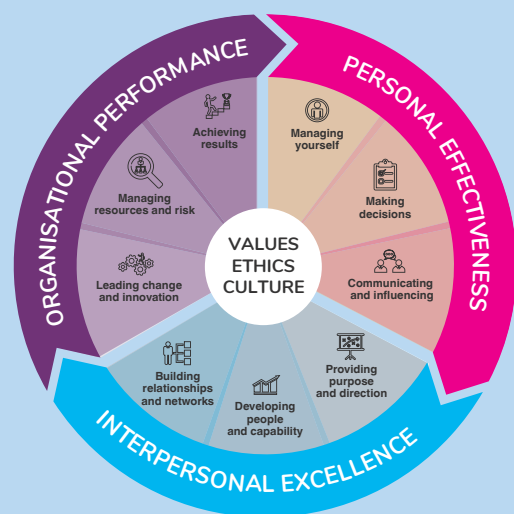 ORGANISATIONAL PERFORMANCE
PERSONAL EFFECTIVENESS
INTERPERSONAL EXCELLENCE
VALUES
ETHICS
CULTURE
Managing
yourself
Making
decisions
Communicating
and influencing
Providing
purpose
and direction
Developing
people
and capability
Building
relationships
and networks
Leading change
and innovation
Managing
resources and risk
Achieving
results